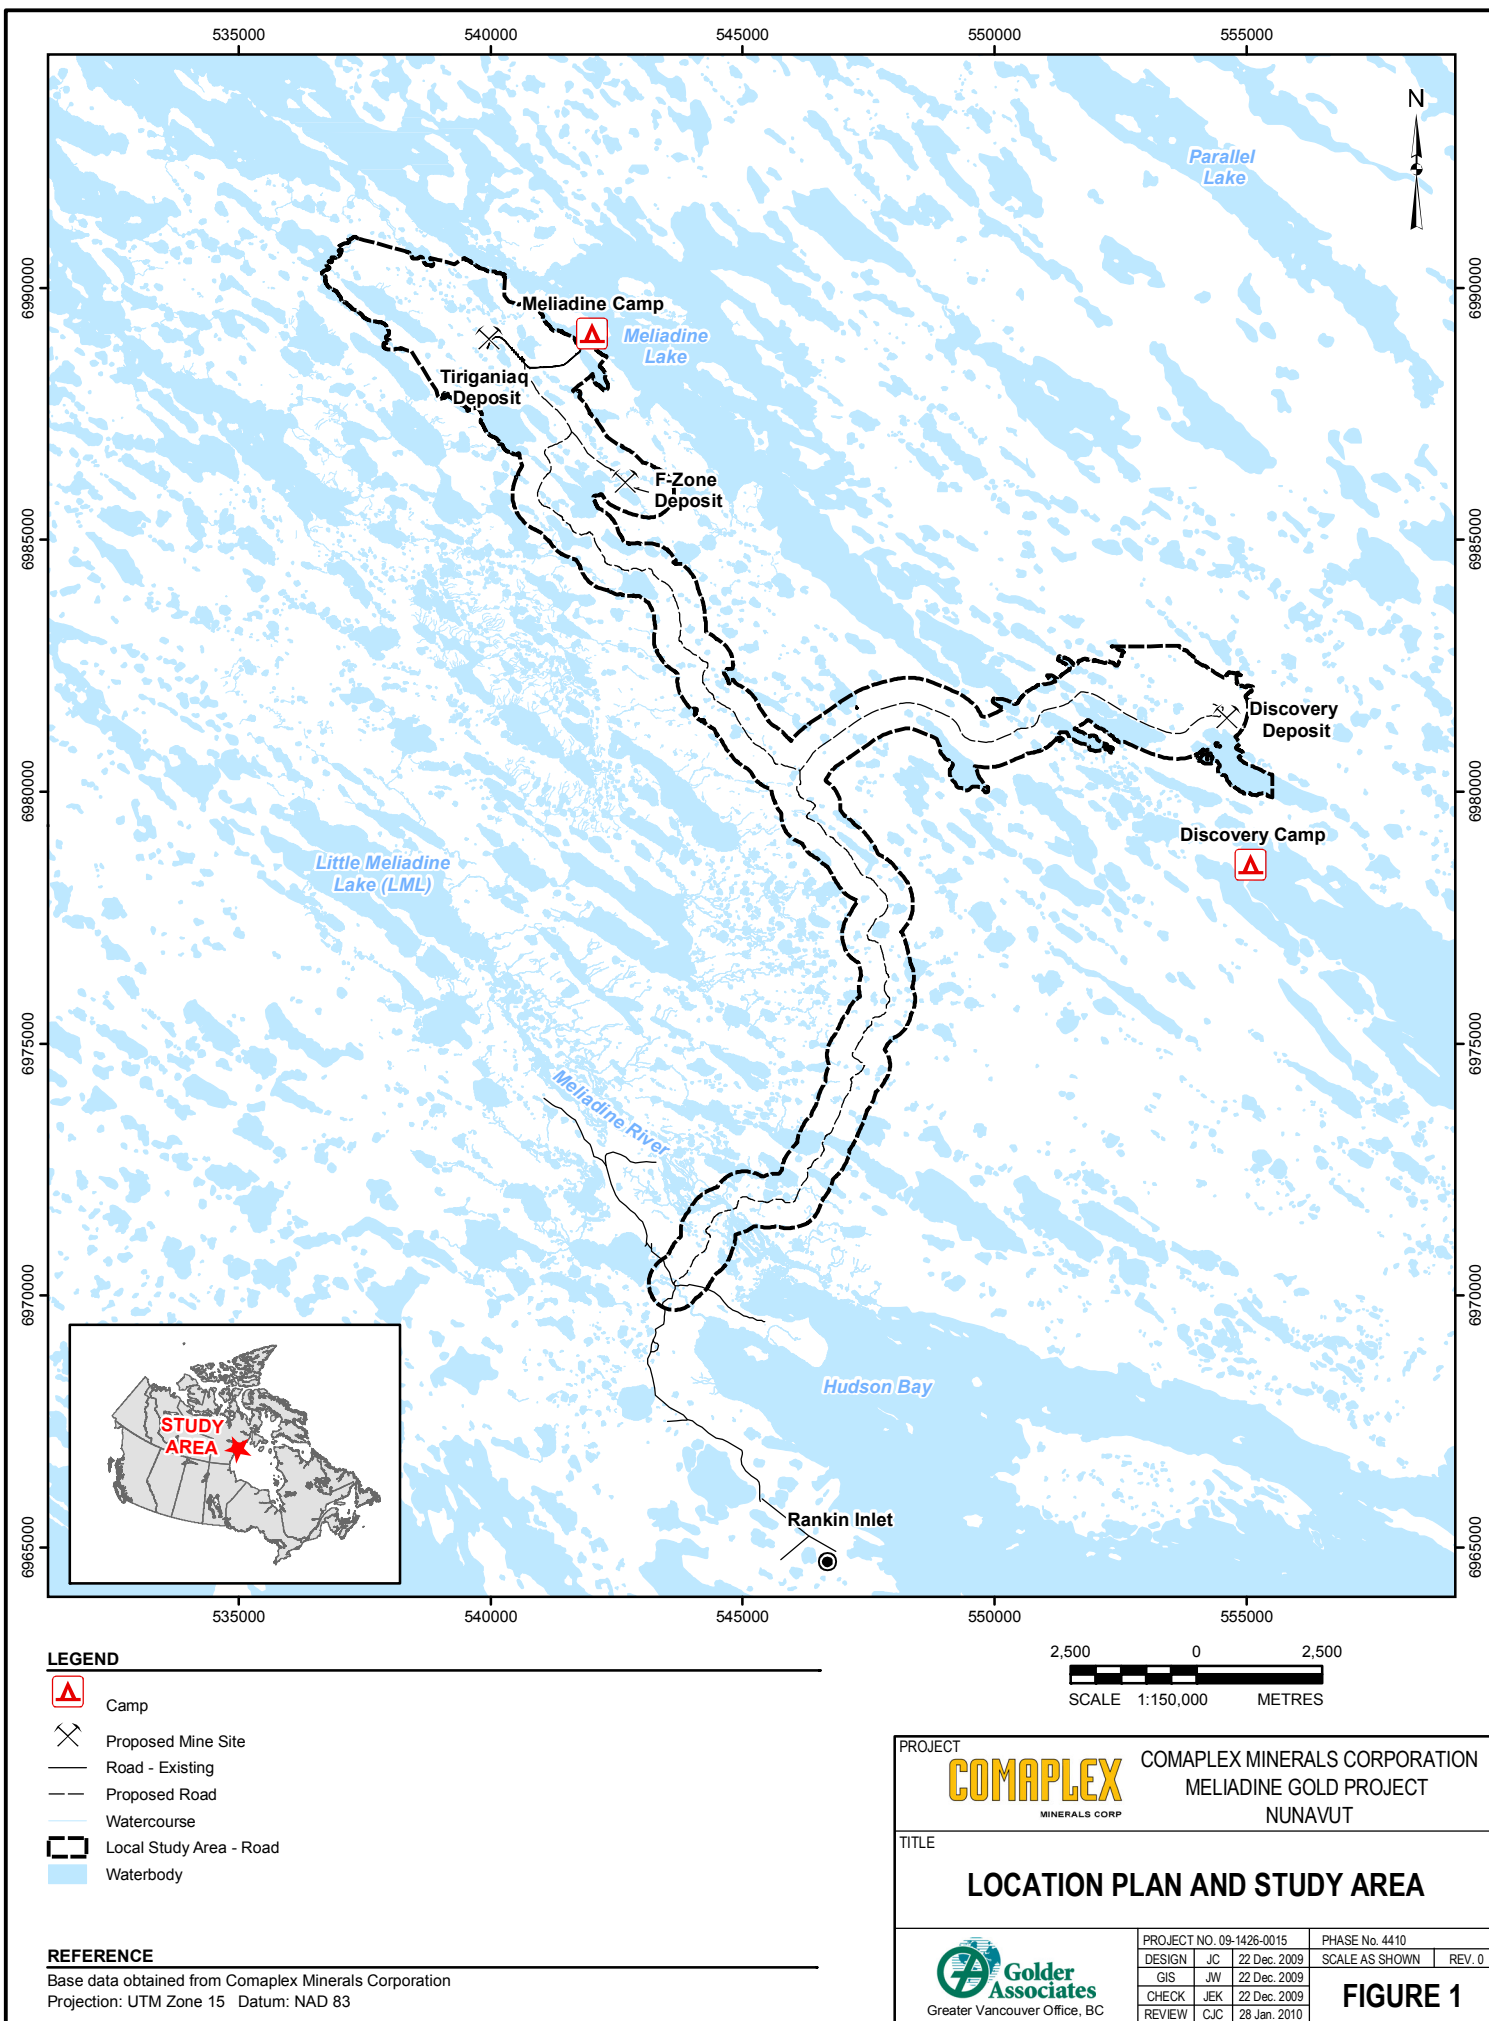 535000
540000
545000
550000
555000
N
Parallel
Lake
6990000
6990000
Meliadine Camp
Meliadine
Lake
Tiriganiaq
Deposit
F-Zone
Deposit
6985000
6985000
Discovery
Deposit
6980000
6980000
Discovery Camp
Little Meliadine
Lake (LML)
6975000
6975000
Meliadine River
6970000
6970000
Hudson Bay
STUDY
AREA
Rankin Inlet
6965000
6965000
535000
540000
545000
550000
555000
LEGEND
Camp
Proposed Mine Site
Road - Existing
Proposed Road
Watercourse
Local Study Area - Road
Waterbody
2,500 0 2,500
SCALE 1:150,000 METRES
REFERENCE
Base data obtained from Comaplex Minerals Corporation
Projection: UTM Zone 15 Datum: NAD 83
PROJECT
COMAPLEX
MINERALS CORP
COMAPLEX MINERALS CORPORATION
MELIADINE GOLD PROJECT
NUNAVUT
TITLE
LOCATION PLAN AND STUDY AREA
Golder
Associates
Greater Vancouver Office, BC
PROJECT NO. 09-1426-0015 PHASE No. 4410
DESIGN JC 22 Dec. 2009 SCALE AS SHOWN REV. 0
GIS JW 22 Dec. 2009
CHECK JEK 22 Dec. 2009
REVIEW CJC 28 Jan. 2010
FIGURE 1